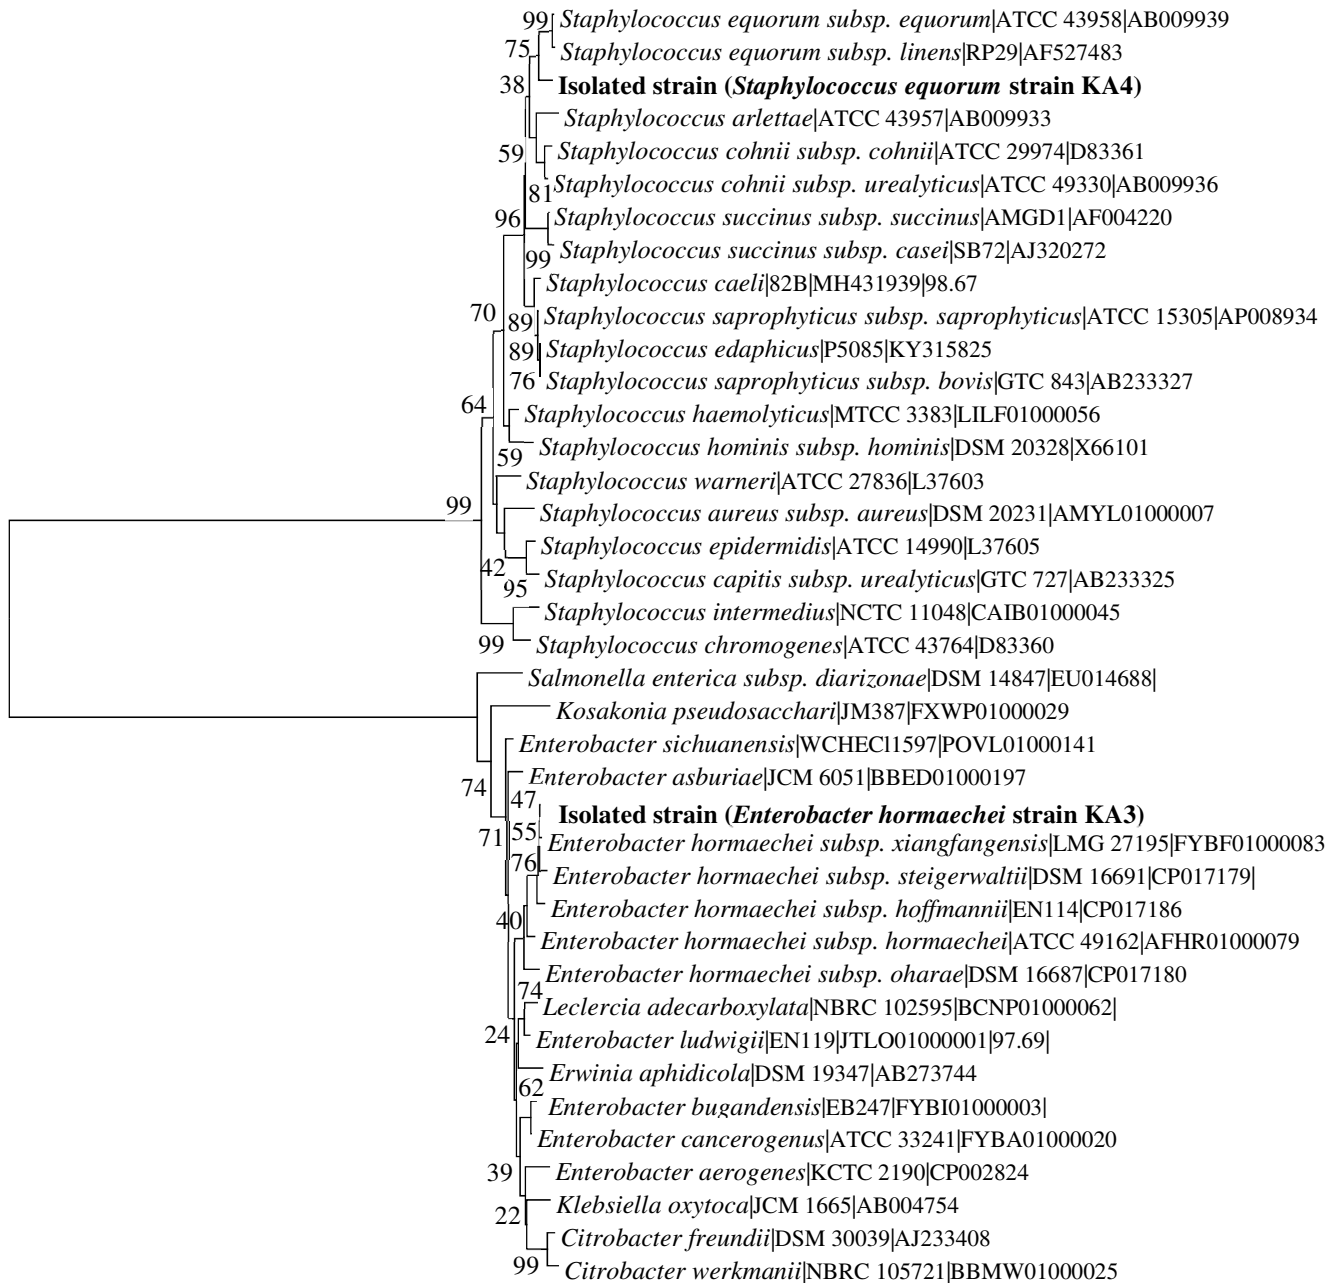 99 Staphylococcus equorum subsp. equorum|ATCC 43958|AB009939
75 Staphylococcus equorum subsp. linens|RP29|AF527483
38 Isolated strain (Staphylococcus equorum strain KA4)
Staphylococcus arlettae|ATCC 43957|AB009933
59 Staphylococcus cohnii subsp. cohnii|ATCC 29974|D83361
81 Staphylococcus cohnii subsp. urealyticus|ATCC 49330|AB009936
96 Staphylococcus succinus subsp. succinus|AMGD1|AF004220
99 Staphylococcus succinus subsp. casei|SB72|AJ320272
Staphylococcus caeli|82B|MH431939|98.67
70 89 Staphylococcus saprophyticus subsp. saprophyticus|ATCC 15305|AP008934
89 Staphylococcus edaphicus|P5085|KY315825
76 Staphylococcus saprophyticus subsp. bovis|GTC 843|AB233327
64 Staphylococcus haemolyticus|MTCC 3383|LILF01000056
59 Staphylococcus hominis subsp. hominis|DSM 20328|X66101
Staphylococcus warneri|ATCC 27836|L37603
99 Staphylococcus aureus subsp. aureus|DSM 20231|AMYL01000007
Staphylococcus epidermidis|ATCC 14990|L37605
42 95 Staphylococcus capitis subsp. urealyticus|GTC 727|AB233325
Staphylococcus intermedius|NCTC 11048|CAIB01000045
99 Staphylococcus chromogenes|ATCC 43764|D83360
Salmonella enterica subsp. diarizonae|DSM 14847|EU014688|
Kosakonia pseudosacchari|JM387|FXWP01000029
Enterobacter sichuanensis|WCHECl1597|POVL01000141
74 Enterobacter asburiae|JCM 6051|BBED01000197
47 Isolated strain (Enterobacter hormaechei strain KA3)
71 55 Enterobacter hormaechei subsp. xiangfangensis|LMG 27195|FYBF01000083
76 Enterobacter hormaechei subsp. steigerwaltii|DSM 16691|CP017179|
40 Enterobacter hormaechei subsp. hoffmannii|EN114|CP017186
Enterobacter hormaechei subsp. hormaechei|ATCC 49162|AFHR01000079
Enterobacter hormaechei subsp. oharae|DSM 16687|CP017180
74 Leclercia adecarboxylata|NBRC 102595|BCNP01000062|
24 Enterobacter ludwigii|EN119|JTLO01000001|97.69|
Erwinia aphidicola|DSM 19347|AB273744
62 Enterobacter bugandensis|EB247|FYBI01000003|
Enterobacter cancerogenus|ATCC 33241|FYBA01000020
39 Enterobacter aerogenes|KCTC 2190|CP002824
22 Klebsiella oxytoca|JCM 1665|AB004754
Citrobacter freundii|DSM 30039|AJ233408
99 Citrobacter werkmanii|NBRC 105721|BBMW01000025